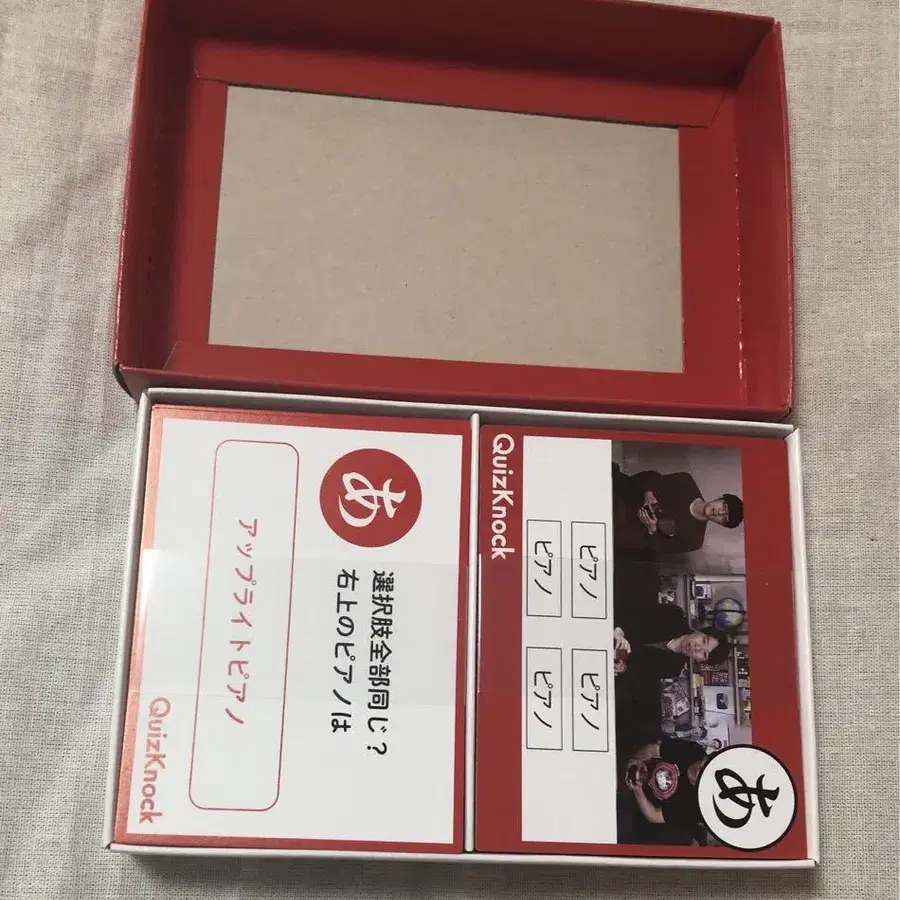 あ
ピアノ ピアノ
ピアノ ピアノ
QuizKnock
あ
選択肢全部同じ？
右上のピアノは
アップライトピアノ
QuizKnock